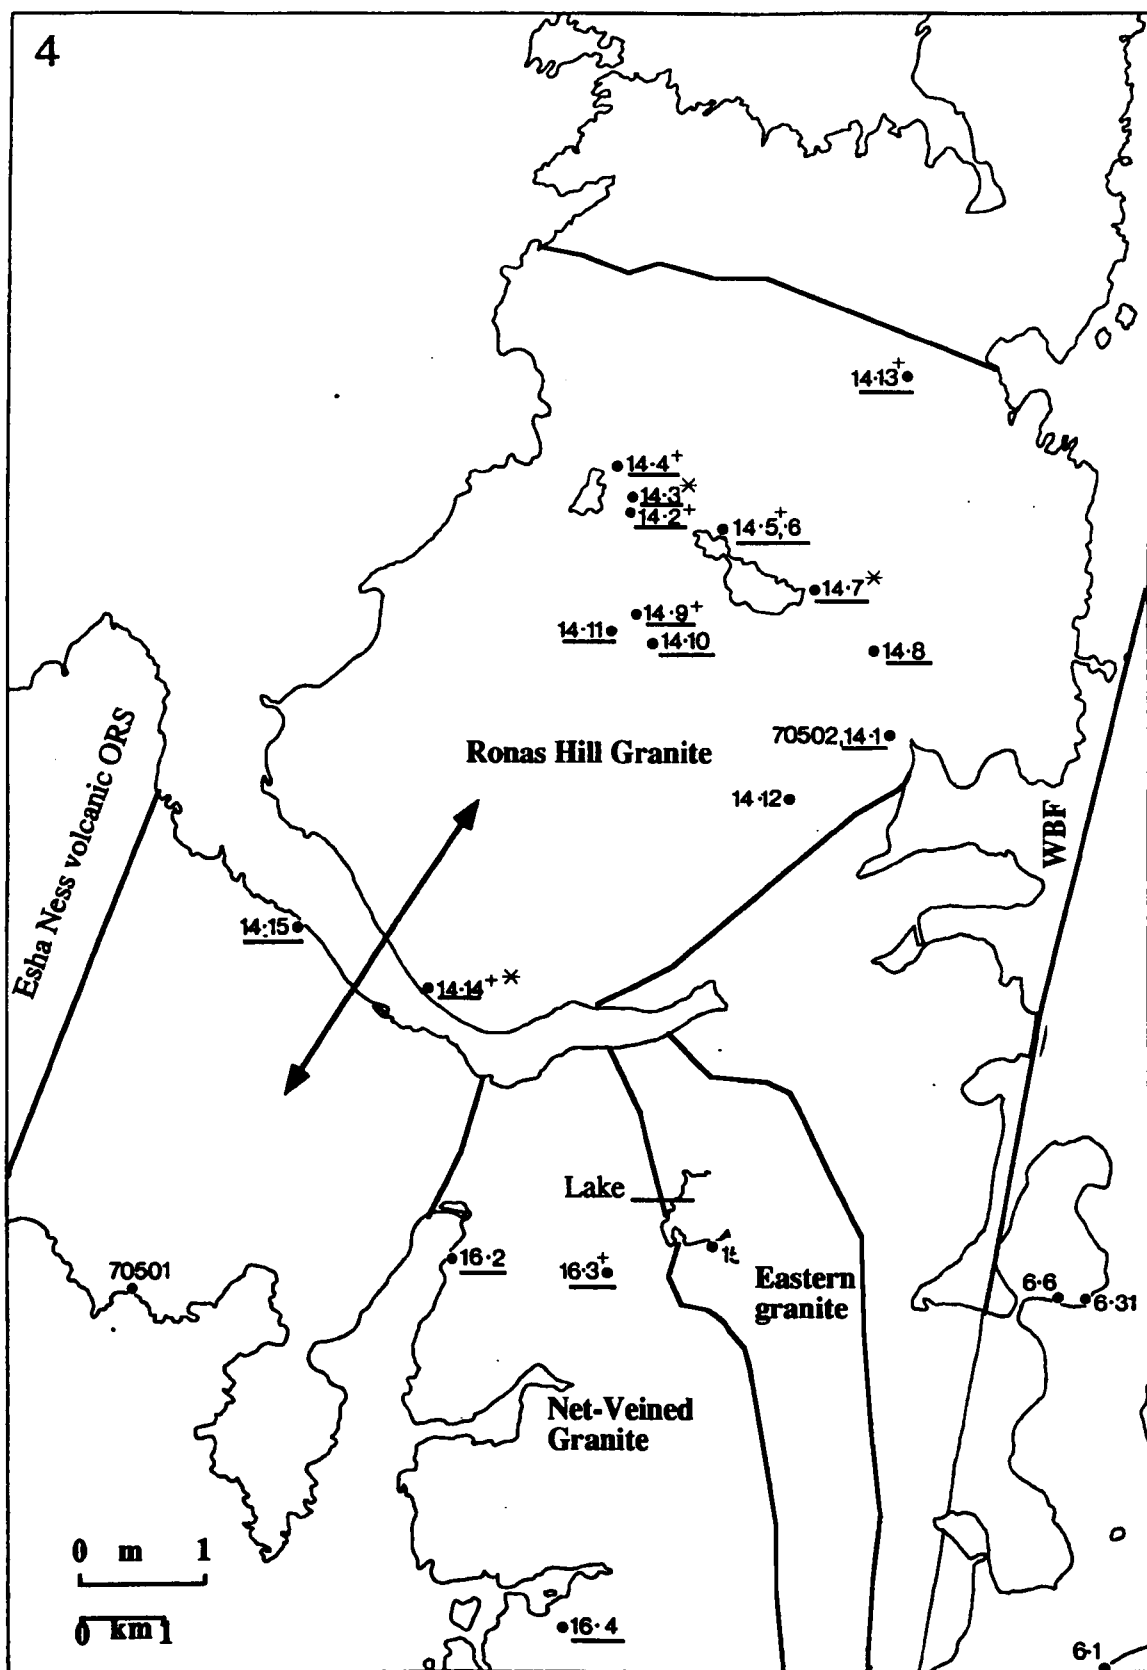 4
14·13+
14·4+
14·3*
14·2+
14·5,+6
14·7*
14·9+
14·11
14·10
14·8
70502,14·1
Ronas Hill Granite
14·12
Esha Ness volcanic ORS
WBF
14·15
14·14+*
Lake
16·2
16·3+
70501
Eastern
granite
6·6
6·31
Net-Veined
Granite
0 m 1
0 km 1
16·4
6·1